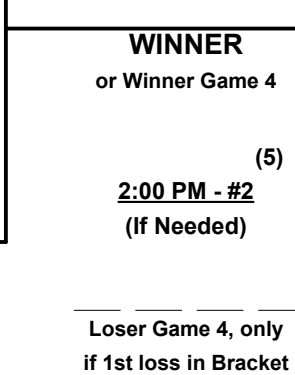 WINNER
or Winner Game 4
(5)
2:00 PM - #2
(If Needed)
Loser Game 4, only
if 1st loss in Bracket